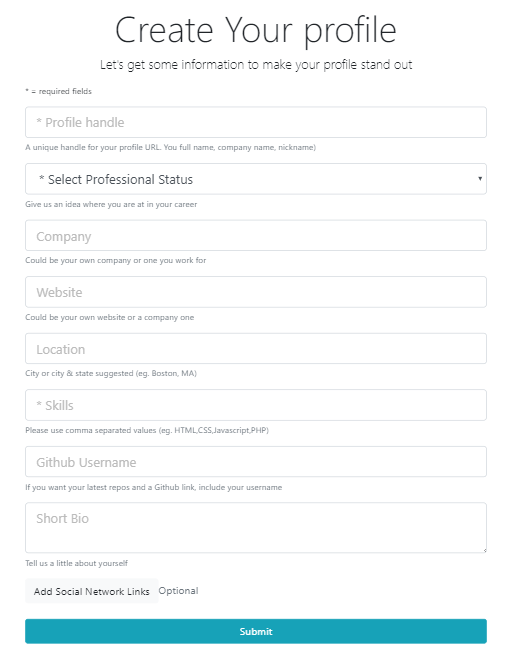 Create Your profile
Let's get some information to make your profile stand out
* = required fields
* Profile handle
A unique handle for your profile URL. You full name, company name, nickname)
* Select Professional Status
Give us an idea where you are at in your career
Company
Could be your own company or one you work for
Website
Could be your own website or a company one
Location
City or city & state suggested (eg. Boston, MA)
* Skills
Please use comma separated values (eg. HTML,CSS,Javascript,PHP)
Github Username
If you want your latest repos and a Github link, include your username
Short Bio
Tell us a little about yourself
Add Social Network Links Optional
Submit